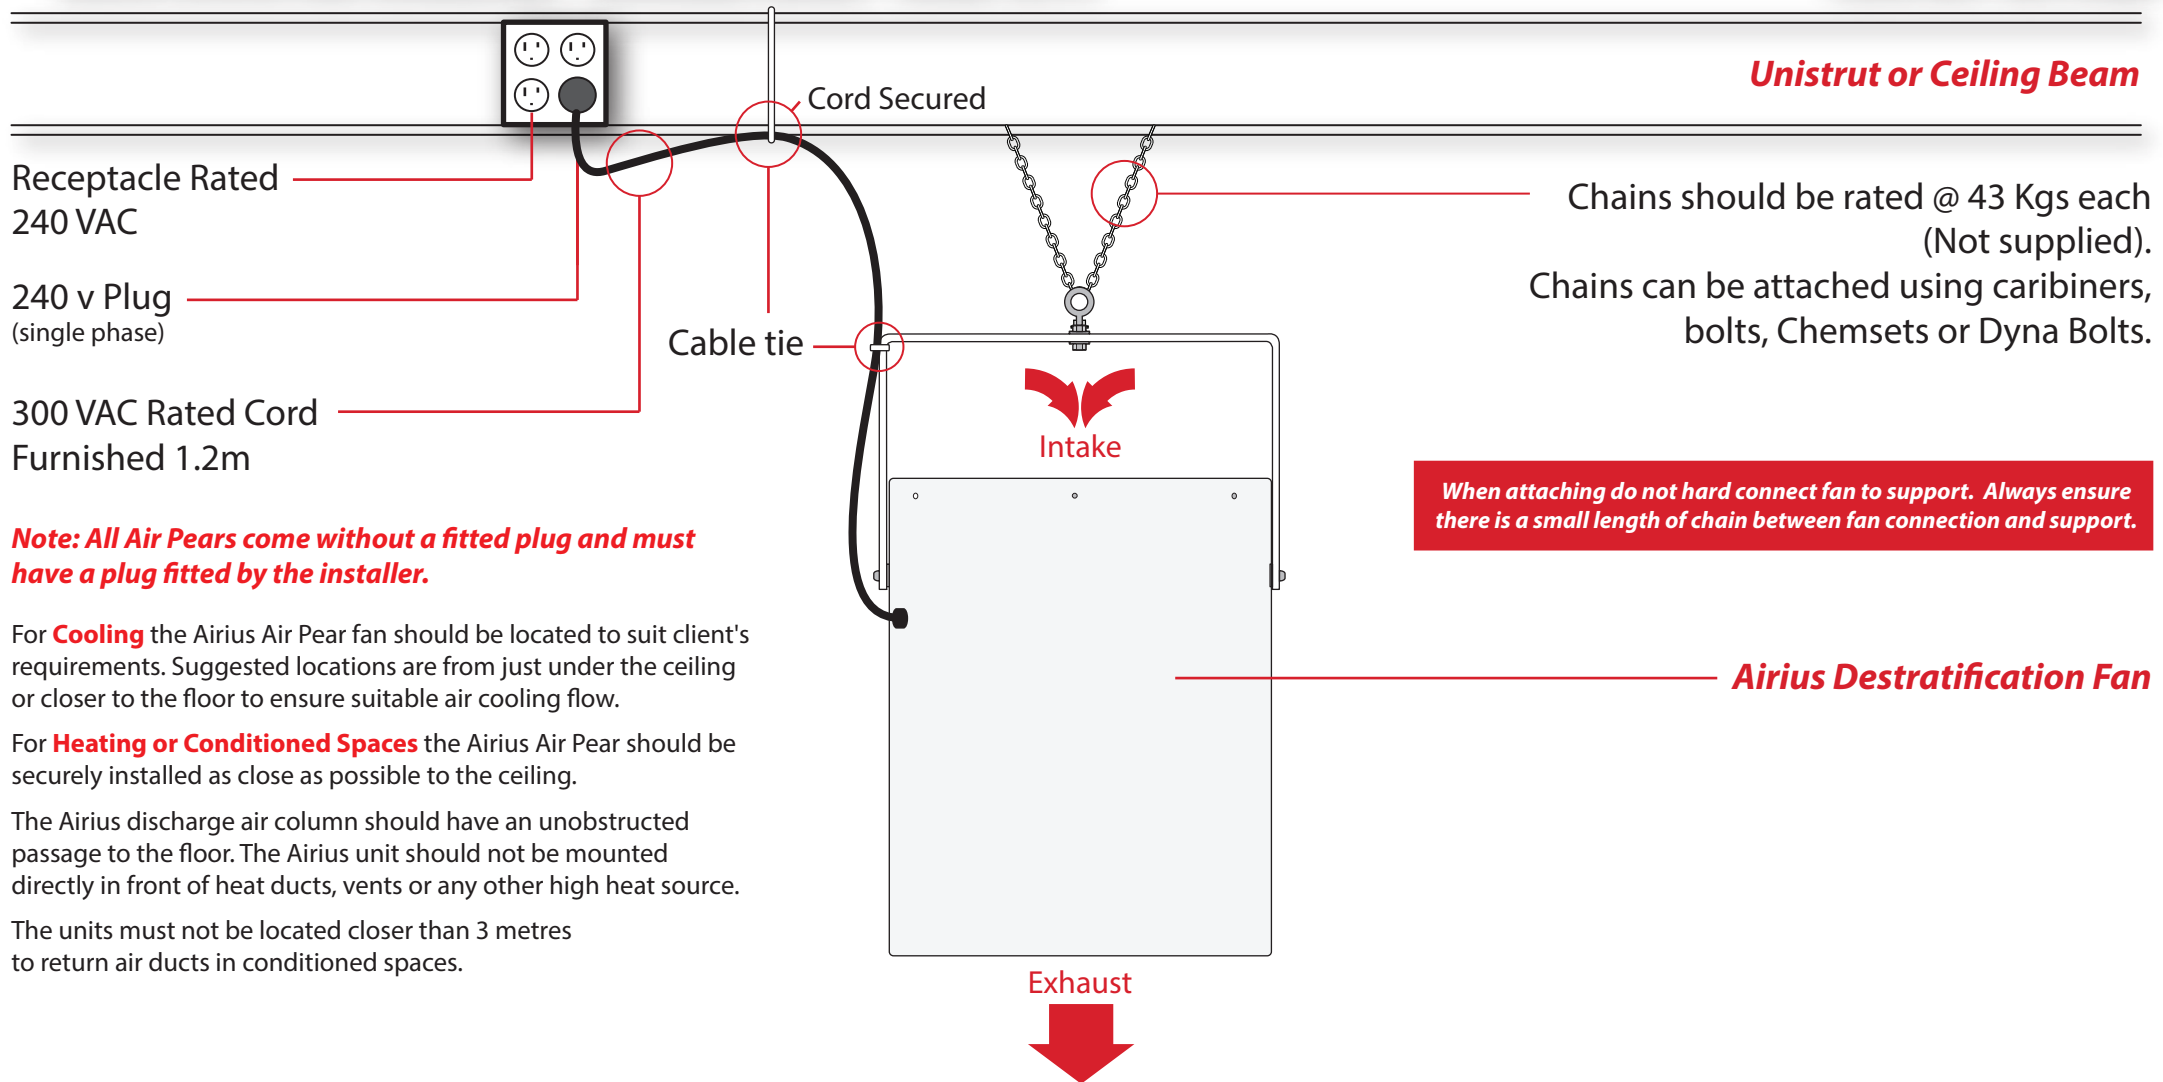 Unistrut or Ceiling Beam
Cord Secured
Receptacle Rated
240 VAC
240 v Plug
(single phase)
300 VAC Rated Cord
Furnished 1.2m
Cable tie
Chains should be rated @ 43 Kgs each
(Not supplied).
Chains can be attached using caribiners,
bolts, Chemsets or Dyna Bolts.
Intake
When attaching do not hard connect fan to support. Always ensure
there is a small length of chain between fan connection and support.
Note: All Air Pears come without a fitted plug and must
have a plug fitted by the installer.
For Cooling the Airius Air Pear fan should be located to suit client's
requirements. Suggested locations are from just under the ceiling
or closer to the floor to ensure suitable air cooling flow.
For Heating or Conditioned Spaces the Airius Air Pear should be
securely installed as close as possible to the ceiling.
The Airius discharge air column should have an unobstructed
passage to the floor. The Airius unit should not be mounted
directly in front of heat ducts, vents or any other high heat source.
The units must not be located closer than 3 metres
to return air ducts in conditioned spaces.
Airius Destratification Fan
Exhaust